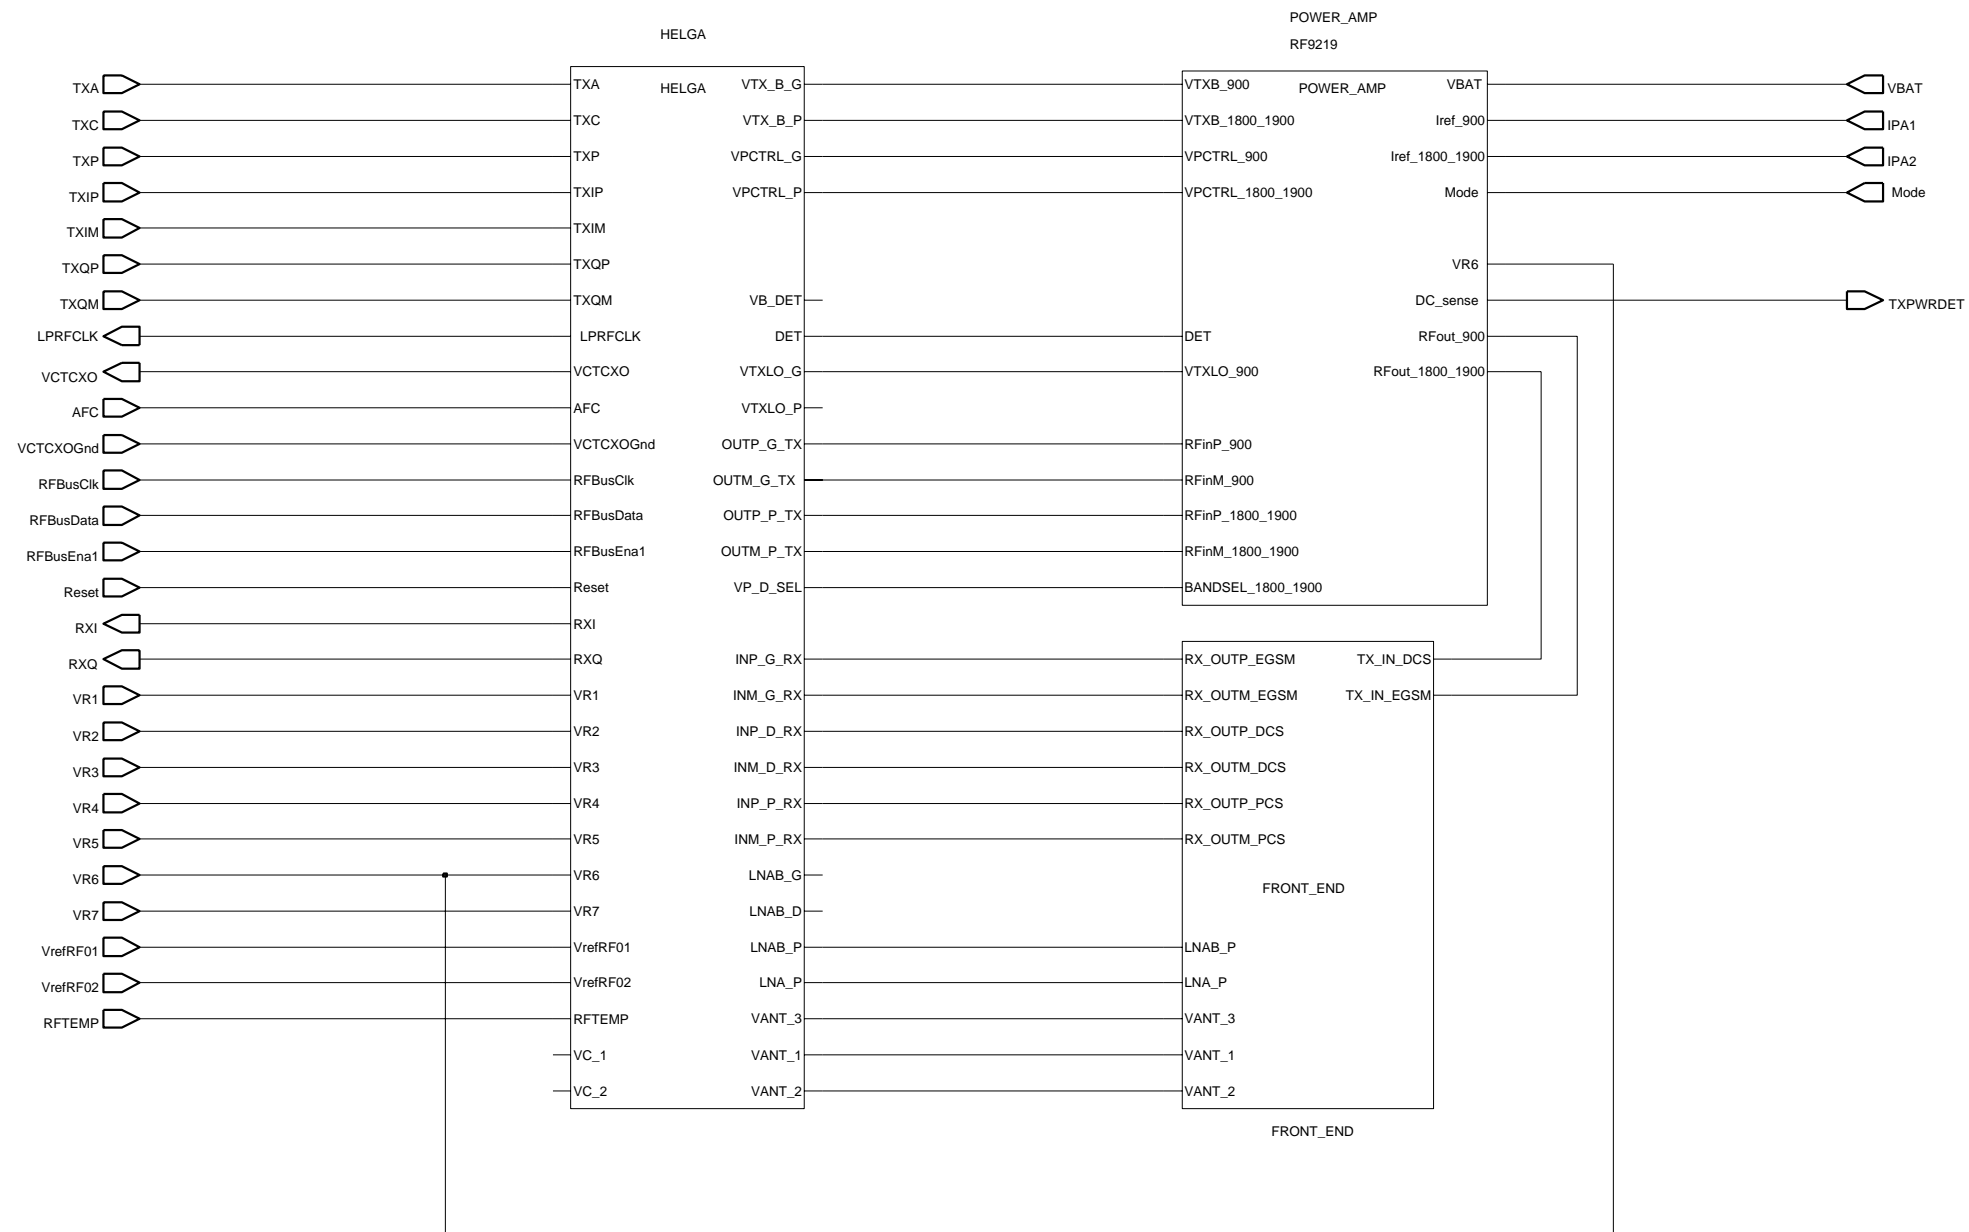 POWER_AMP
HELGA
RF9219
TXA TXA HELGA VTX_B_G VTXB_900 POWER_AMP VBAT VBAT
TXC TXC VTX_B_P VTXB_1800_1900 Iref_900 IPA1
TXP TXP VPCTRL_G VPCTRL_900 Iref_1800_1900 IPA2
TXIP TXIP VPCTRL_P VPCTRL_1800_1900 Mode Mode
TXIM TXIM
TXQP TXQP VR6
TXQM TXQM VB_DET DC_sense TXPWRDET
LPRFCLK LPRFCLK DET DET RFout_900
VCTCXO VCTCXO VTXLO_G VTXLO_900 RFout_1800_1900
AFC AFC VTXLO_P
VCTCXOGnd VCTCXOGnd OUTP_G_TX RFinP_900
RFBusClk RFBusClk OUTM_G_TX RFinM_900
RFBusData RFBusData OUTP_P_TX RFinP_1800_1900
RFBusEna1 RFBusEna1 OUTM_P_TX RFinM_1800_1900
Reset Reset VP_D_SEL BANDSEL_1800_1900
RXI RXI
RXQ RXQ INP_G_RX RX_OUTP_EGSM TX_IN_DCS
VR1 VR1 INM_G_RX RX_OUTM_EGSM TX_IN_EGSM
VR2 VR2 INP_D_RX RX_OUTP_DCS
VR3 VR3 INM_D_RX RX_OUTM_DCS
VR4 VR4 INP_P_RX RX_OUTP_PCS
VR5 VR5 INM_P_RX RX_OUTM_PCS
VR6 VR6 LNAB_G
FRONT_END
VR7 VR7 LNAB_D
VrefRF01 VrefRF01 LNAB_P LNAB_P
VrefRF02 VrefRF02 LNA_P LNA_P
RFTEMP RFTEMP VANT_3 VANT_3
VC_1 VANT_1 VANT_1
VC_2 VANT_2 VANT_2
FRONT_END